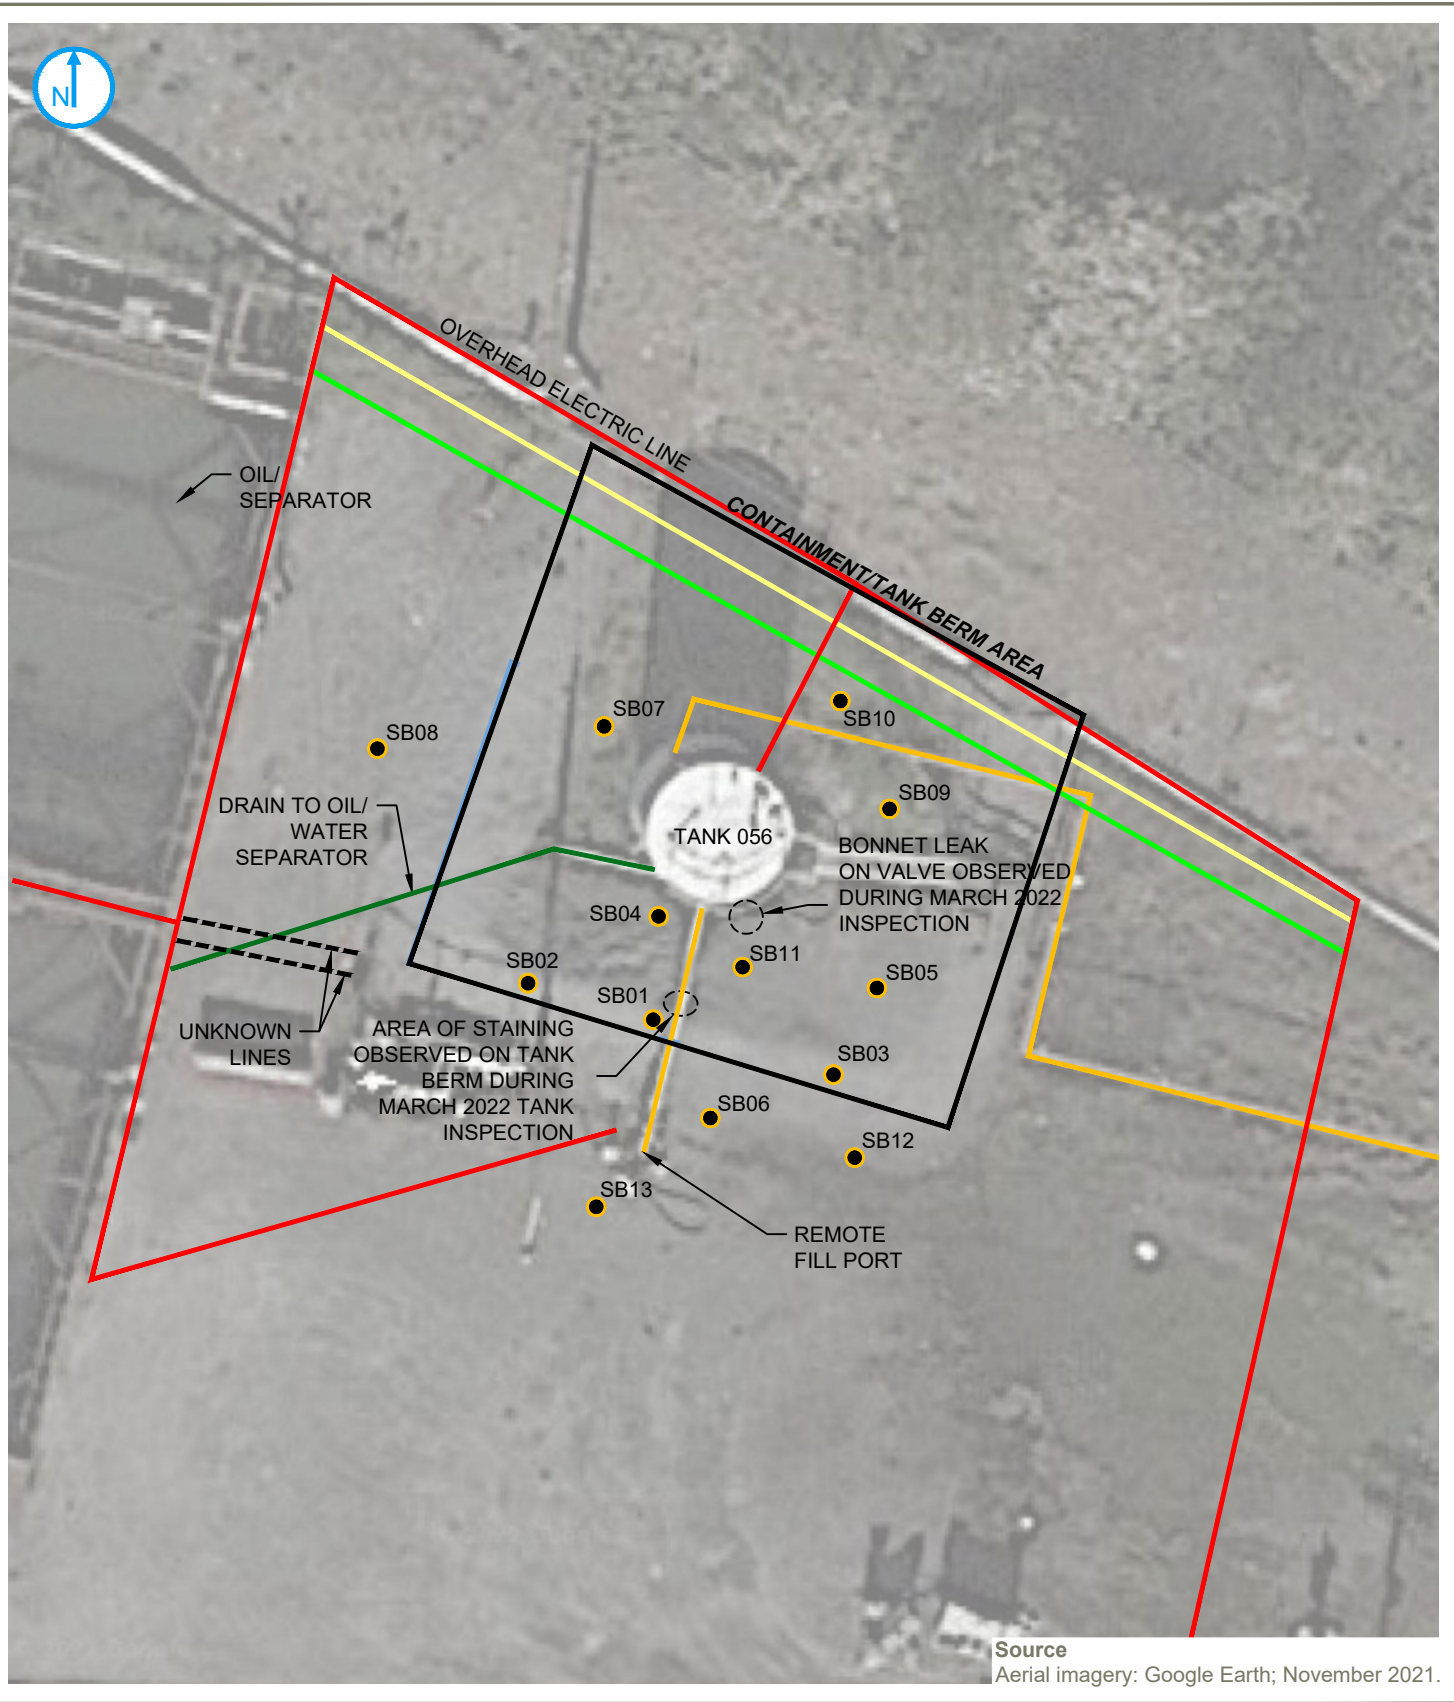 N
OVERHEAD ELECTRIC LINE
OIL/
SEPARATOR
CONTAINMENT/TANK BERM AREA
SB07
SB10
SB08
SB09
DRAIN TO OIL/
WATER
SEPARATOR
TANK 056
BONNET LEAK
ON VALVE OBSERVED
DURING MARCH 2022
INSPECTION
SB04
SB02
SB11
SB05
SB01
UNKNOWN
LINES
AREA OF STAINING
OBSERVED ON TANK
BERM DURING
MARCH 2022 TANK
INSPECTION
SB03
SB06
SB12
SB13
REMOTE
FILL PORT
Source
Aerial imagery: Google Earth; November 2021.